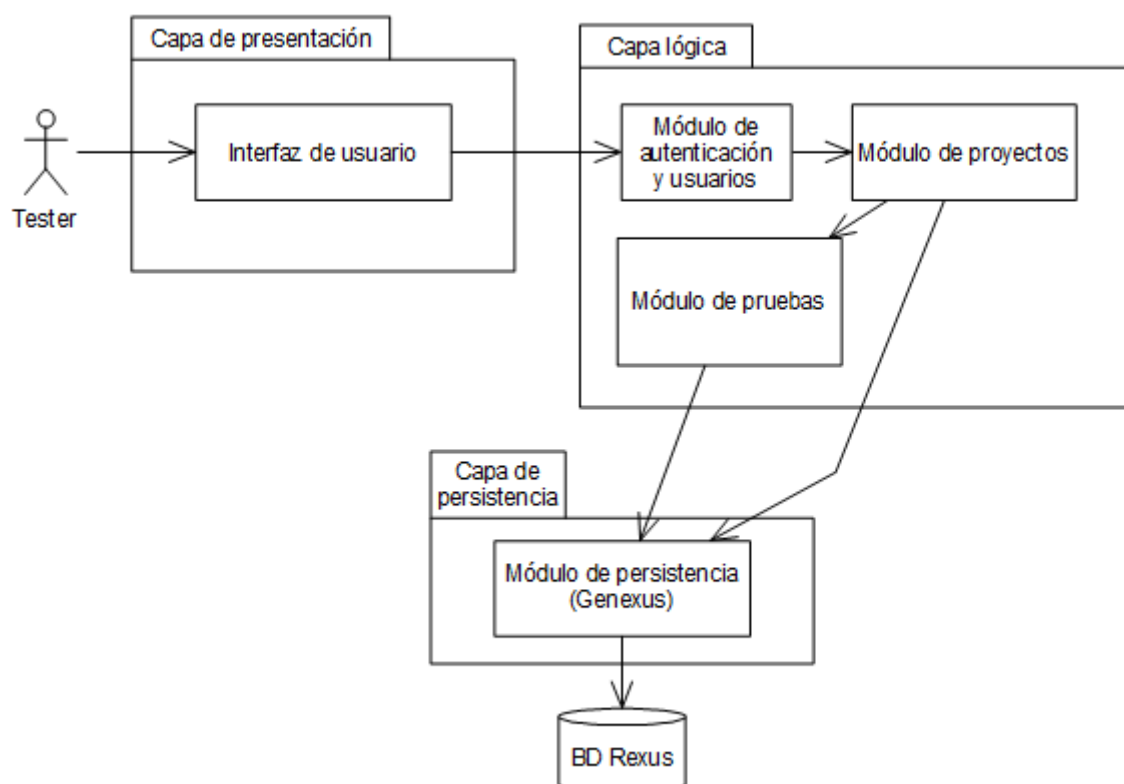 Capa de presentación
Capa lógica
Interfaz de usuario
Módulo de
autenticación
y usuarios
Módulo de proyectos
Tester
Módulo de pruebas
Capa de
persistencia
Módulo de persistencia
(Genexus)
BD Rexus